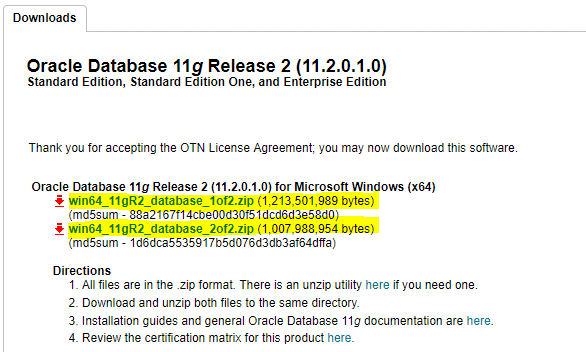 Downloads
Oracle Database 11g Release 2 (11.2.0.1.0)
Standard Edition, Standard Edition One, and Enterprise Edition
Thank you for accepting the OTN License Agreement; you may now download this software.
Oracle Database 11g Release 2 (11.2.0.1.0) for Microsoft Windows (x64)
win64_11gR2_database_1of2.zip (1,213,501,989 bytes)
(md5sum - 88a2167f14cbe00d30f51dcd6d3e58d0)
win64_11gR2_database_2of2.zip (1,007,988,954 bytes)
(md5sum - 1d6dca5535917b5d076d3db3af64dffa)
Directions
1. All files are in the .zip format. There is an unzip utility here if you need one.
2. Download and unzip both files to the same directory.
3. Installation guides and general Oracle Database 11g documentation are here.
4. Review the certification matrix for this product here.